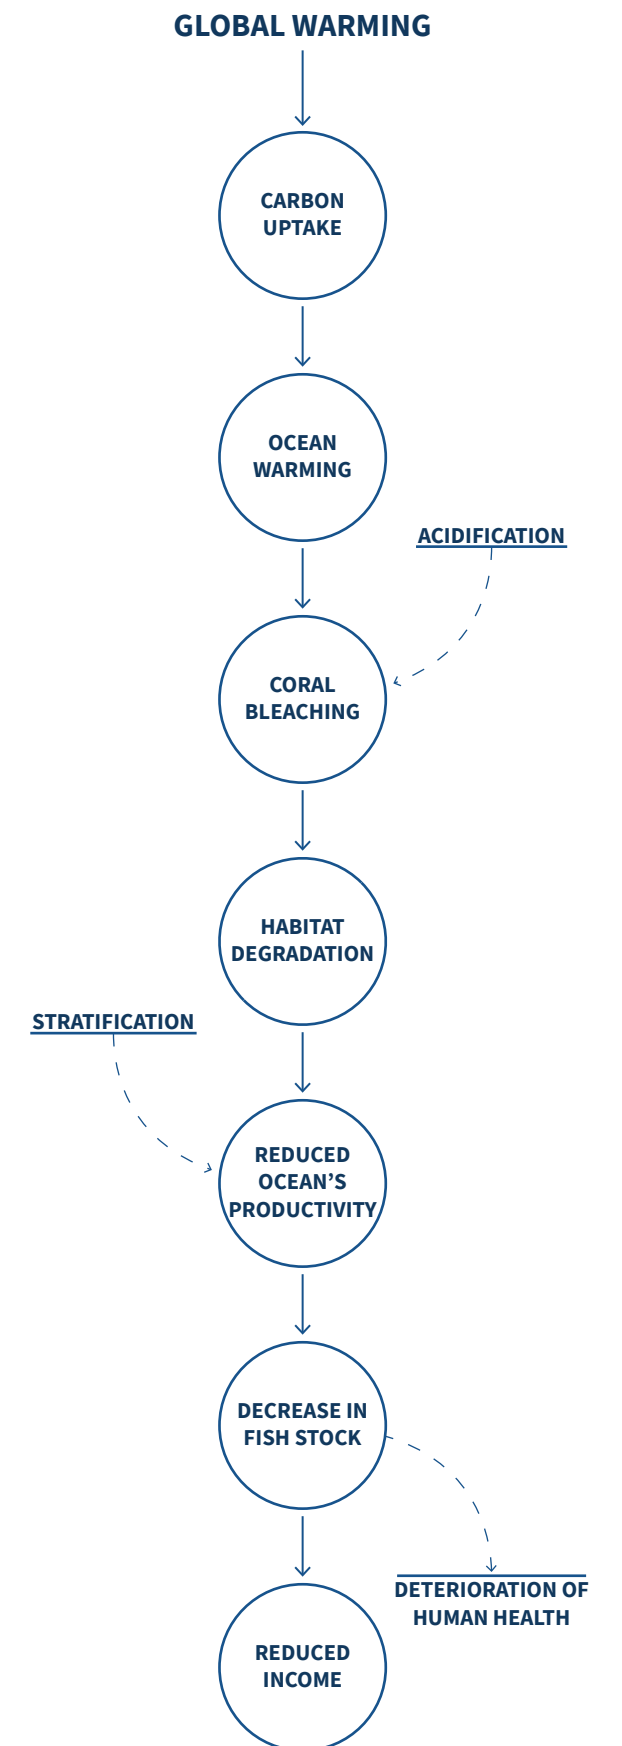 GLOBAL WARMING
CARBON
UPTAKE
OCEAN
WARMING
ACIDIFICATION
CORAL
BLEACHING
HABITAT
DEGRADATION
STRATIFICATION
REDUCED
OCEAN’S
PRODUCTIVITY
DECREASE IN
FISH STOCK
DETERIORATION OF
HUMAN HEALTH
REDUCED
INCOME